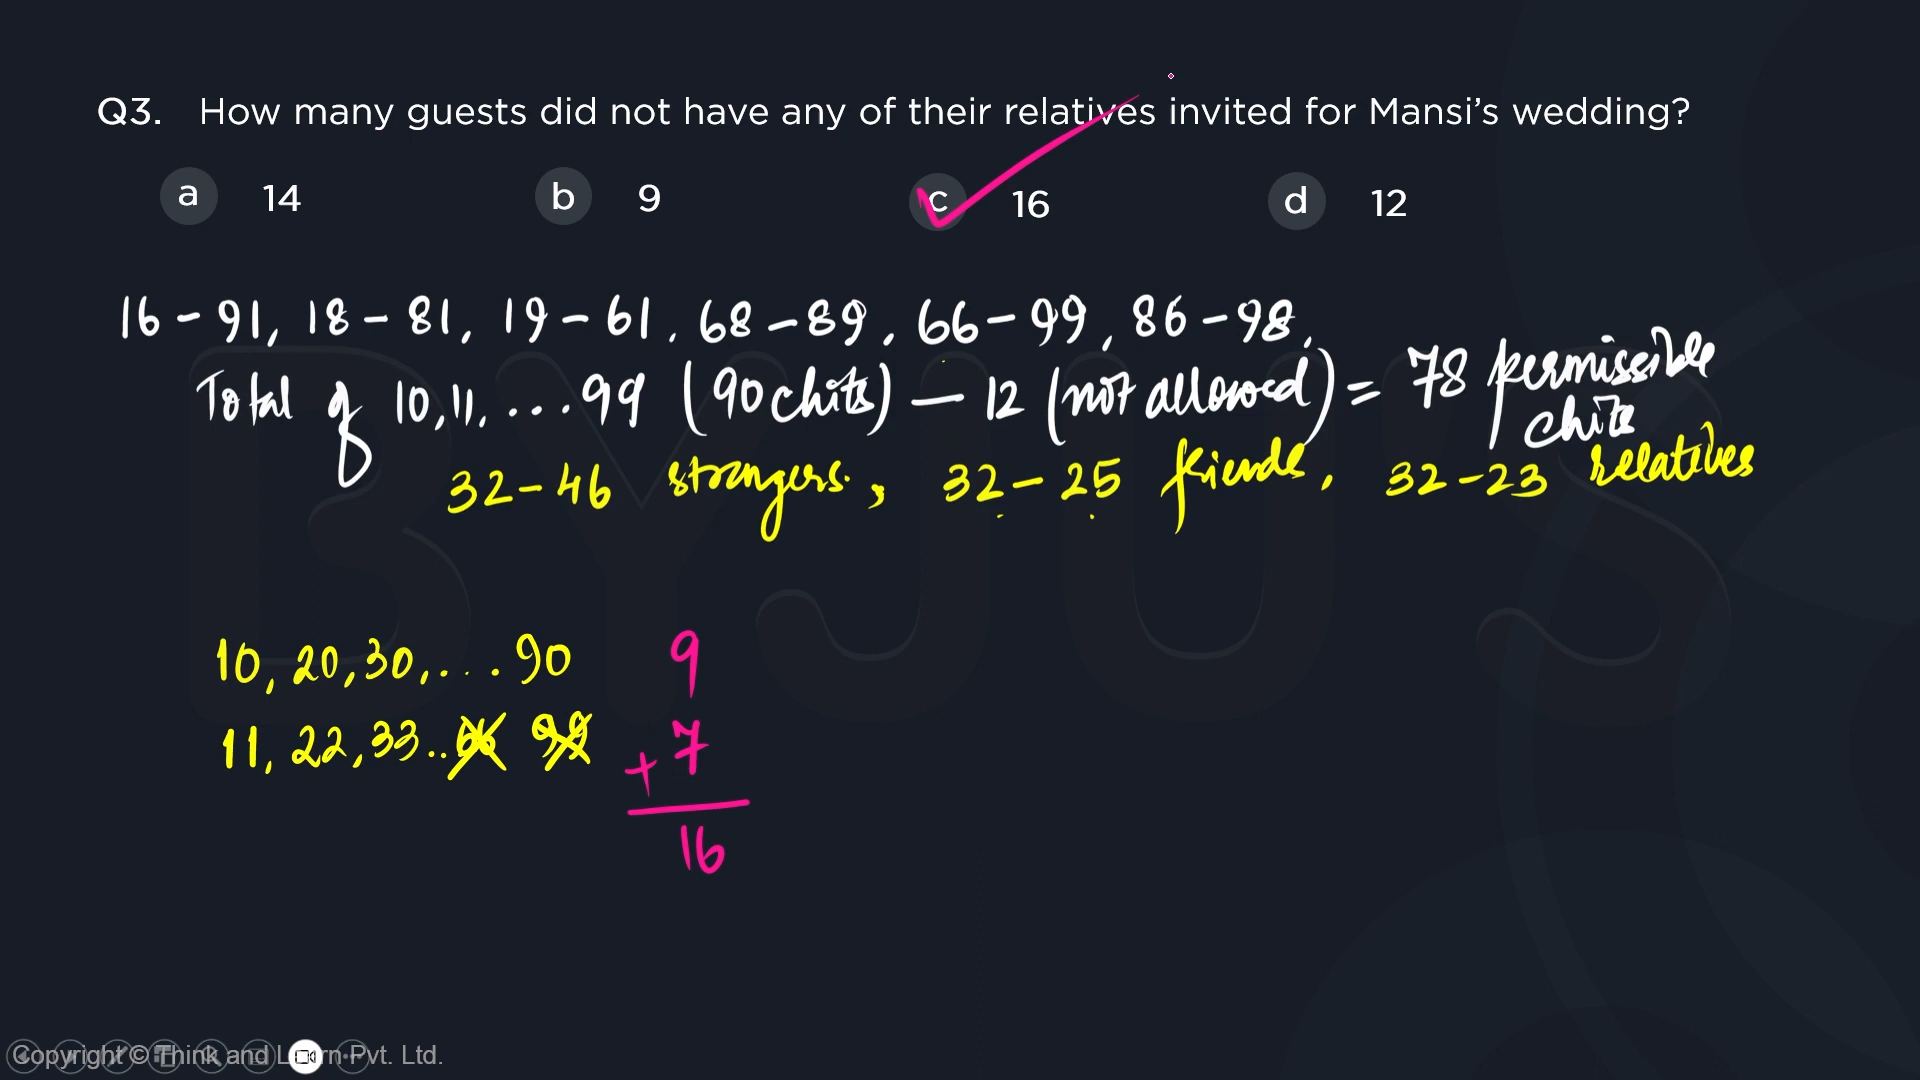 Q3. How many guests did not have any of their relatives invited for Mansi's wedding?
a 14 b 9 c 16 d 12
16-91, 18-81, 19-61, 68-89, 66-99, 86-98,
Total of 10, 11, ...99 (90 chits) - 12 (not allowed) = 78 permissible
chits
32-46 strangers, 32-25 friends, 32-23 relatives
10, 20, 30, ...90 9
11, 22, 33..66 99 +7
16
BYJU'S
Copyright © Think and Learn Pvt. Ltd.